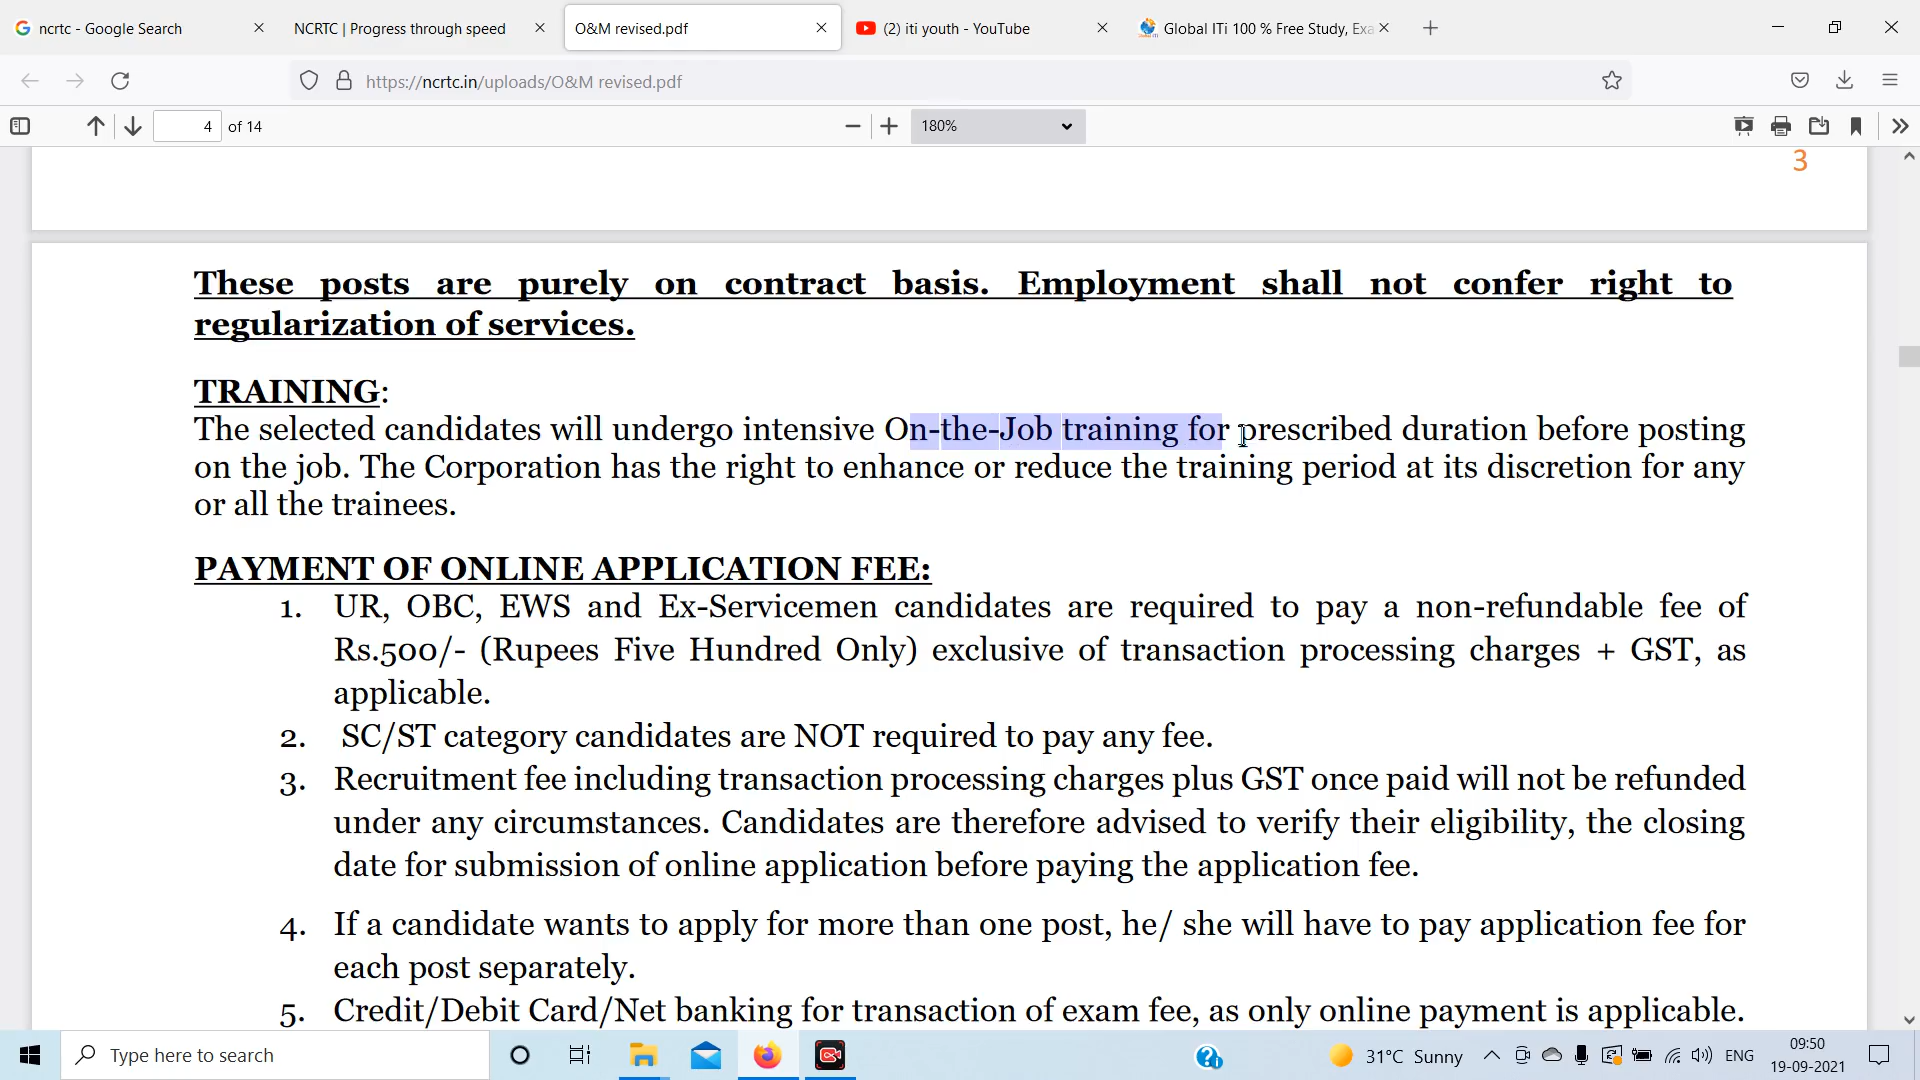 ncrtc - Google Search
NCRTC | Progress through speed
O&M revised.pdf
(2) iti youth - YouTube
Global ITi 100 % Free Study, Exa
https://ncrtc.in/uploads/O&M revised.pdf
4 of 14
180%
3
These posts are purely on contract basis. Employment shall not confer right to
regularization of services.
TRAINING:
The selected candidates will undergo intensive On-the-Job training for prescribed duration before posting
on the job. The Corporation has the right to enhance or reduce the training period at its discretion for any
or all the trainees.
PAYMENT OF ONLINE APPLICATION FEE:
1. UR, OBC, EWS and Ex-Servicemen candidates are required to pay a non-refundable fee of
Rs.500/- (Rupees Five Hundred Only) exclusive of transaction processing charges + GST, as
applicable.
2. SC/ST category candidates are NOT required to pay any fee.
3. Recruitment fee including transaction processing charges plus GST once paid will not be refunded
under any circumstances. Candidates are therefore advised to verify their eligibility, the closing
date for submission of online application before paying the application fee.
4. If a candidate wants to apply for more than one post, he/ she will have to pay application fee for
each post separately.
5. Credit/Debit Card/Net banking for transaction of exam fee, as only online payment is applicable.
Type here to search
31°C Sunny
ENG
09:50
19-09-2021